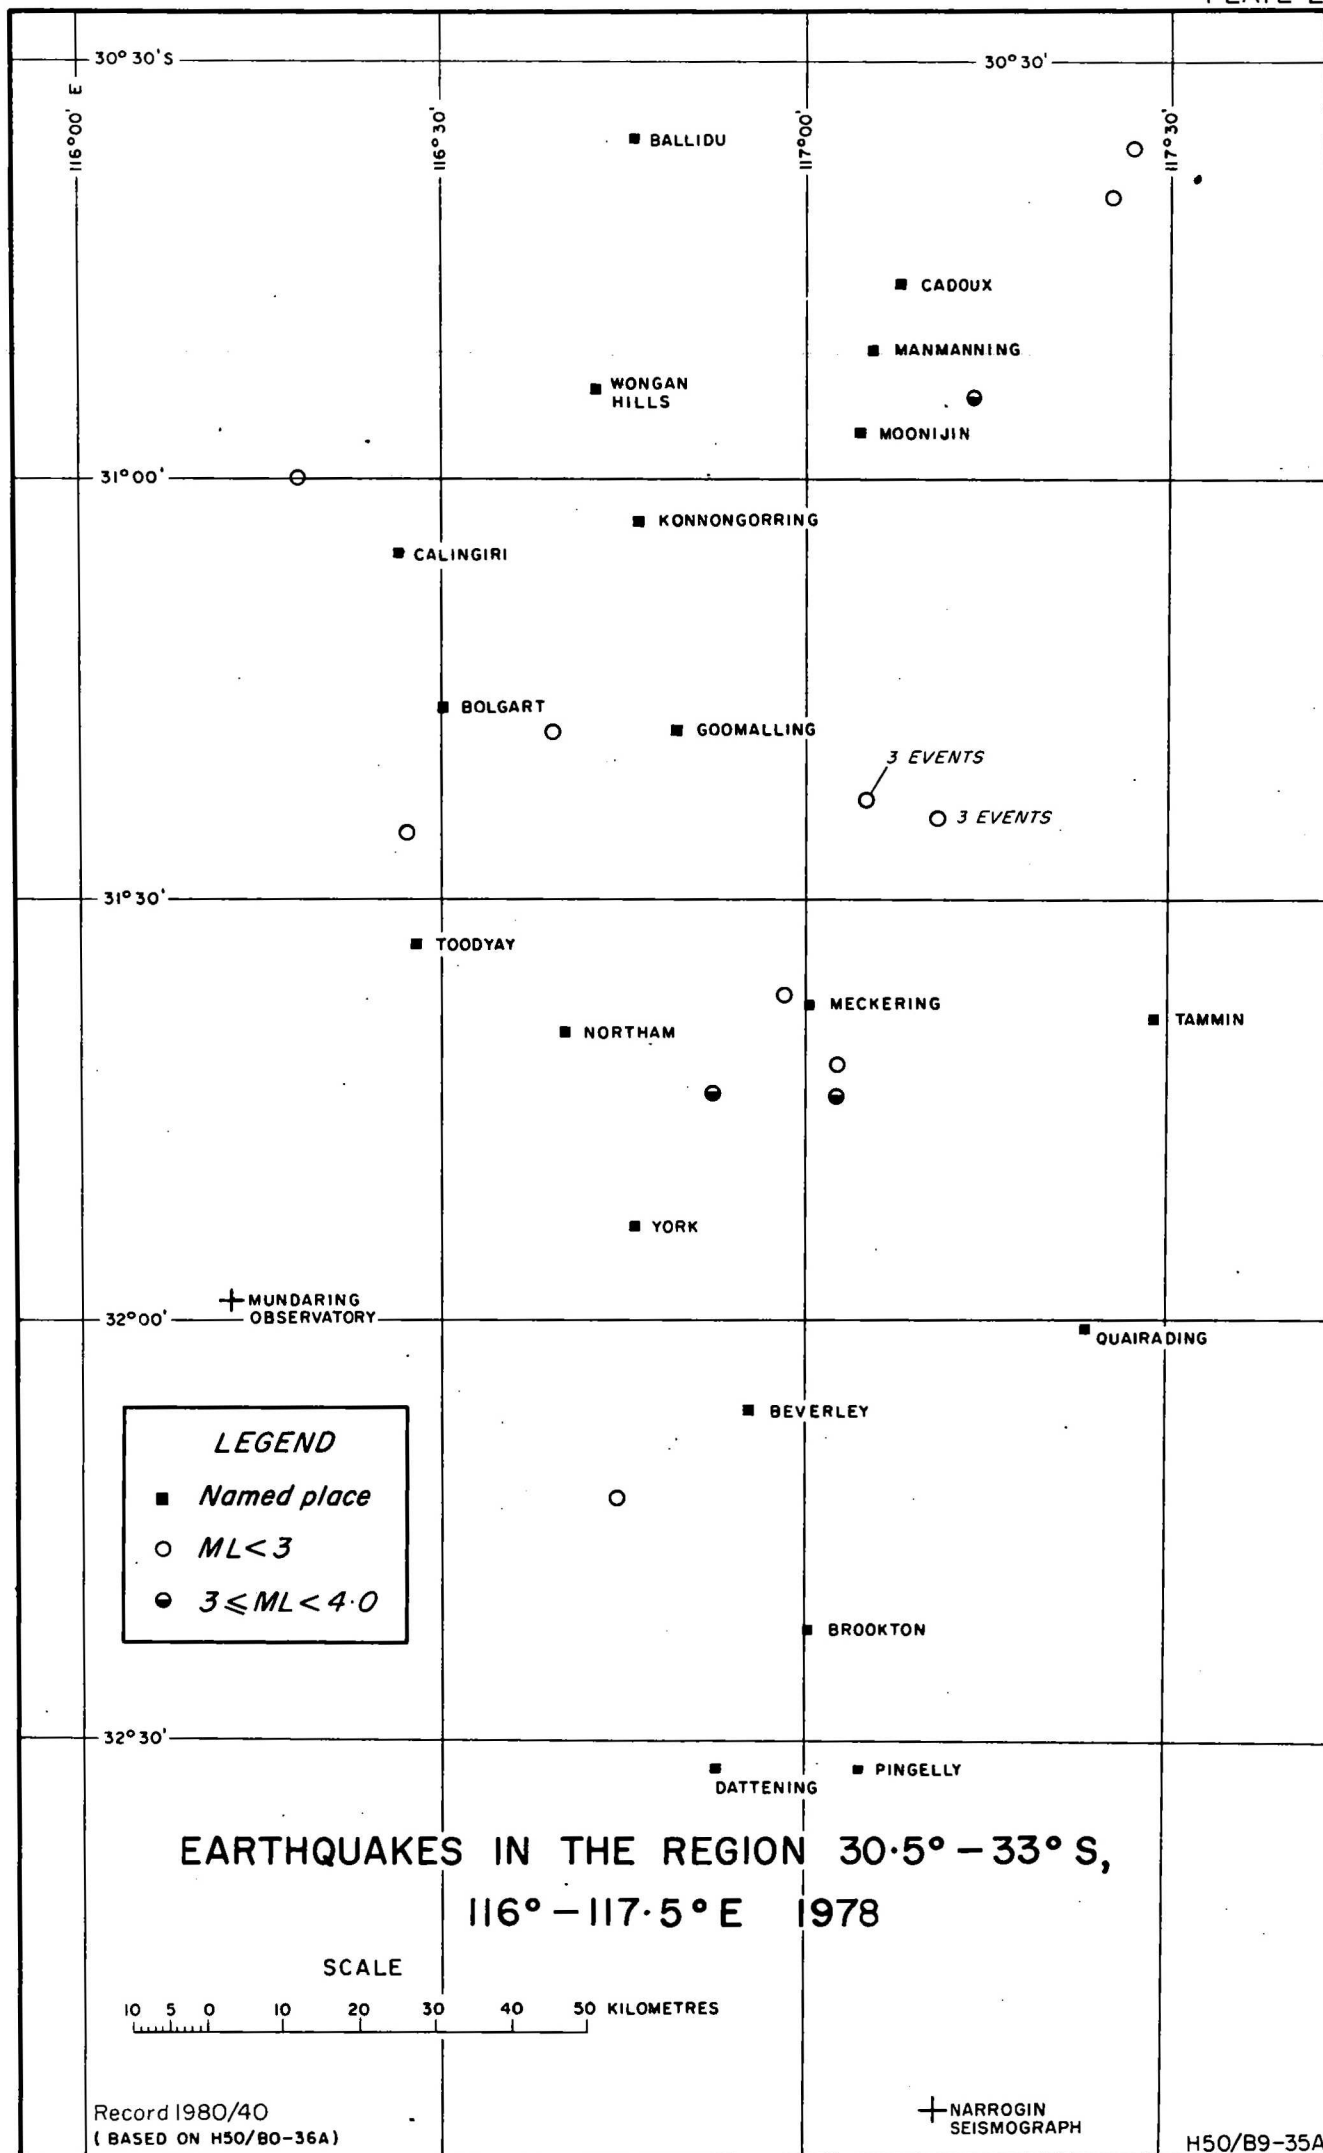 30°30'S
30°30'
116°00' E
116°30'
117°00'
117°30'
BALLIDU
CADOUX
MANMANNING
WONGAN
HILLS
MOONIJIN
31°00'
KONNONGORRING
CALINGIRI
BOLGART
GOOMALLING
3 EVENTS
3 EVENTS
31°30'
TOODYAY
MECKERING
TAMMIN
NORTHAM
YORK
MUNDARING
OBSERVATORY
32°00'
QUAIRADING
BEVERLEY
LEGEND
Named place
ML<3
3≤ML<4·0
BROOKTON
32°30'
DATTENING
PINGELLY
EARTHQUAKES IN THE REGION 30·5°–33°S,
116°–117·5°E 1978
SCALE
10 5 0 10 20 30 40 50 KILOMETRES
NARROGIN
SEISMOGRAPH
Record 1980/40
(BASED ON H50/B0-36A)
H50/B9-35A